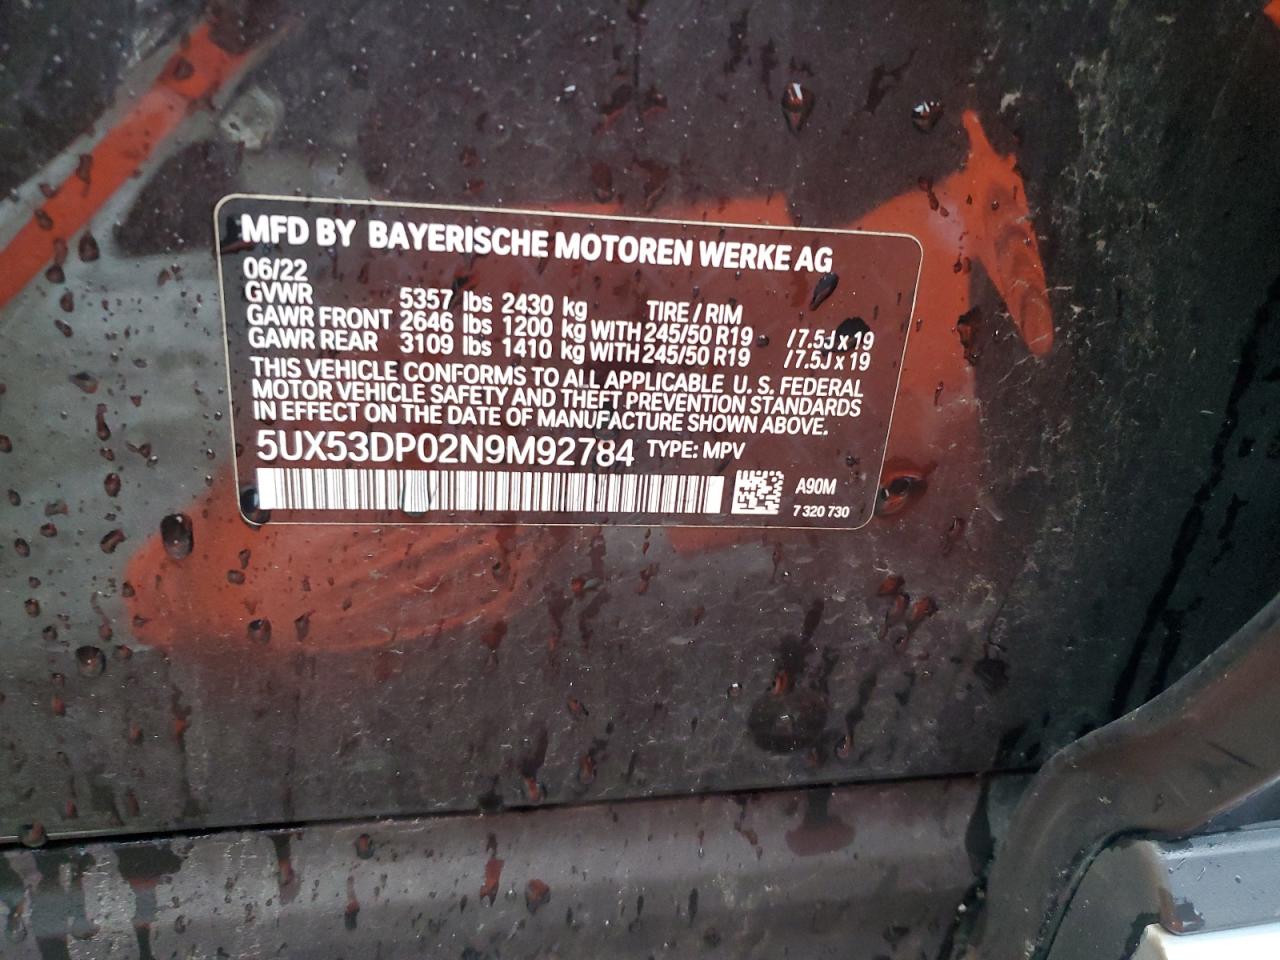 MFD BY BAYERISCHE MOTOREN WERKE AG
06/22
GVWR 5357 lbs 2430 kg TIRE / RIM
GAWR FRONT 2646 lbs 1200 kg WITH 245/50 R19 /7.5J x 19
GAWR REAR 3109 lbs 1410 kg WITH 245/50 R19 /7.5J x 19
THIS VEHICLE CONFORMS TO ALL APPLICABLE U. S. FEDERAL
MOTOR VEHICLE SAFETY AND THEFT PREVENTION STANDARDS
IN EFFECT ON THE DATE OF MANUFACTURE SHOWN ABOVE.
5UX53DP02N9M92784 TYPE: MPV
A90M
7 320 730